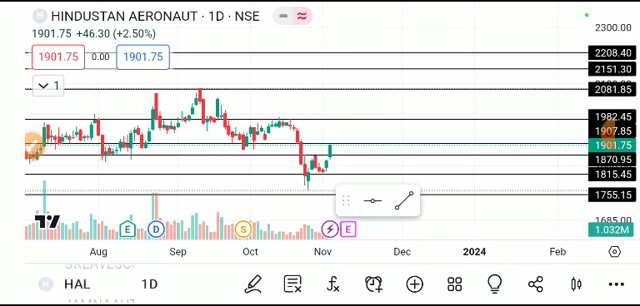 HINDUSTAN AERONAUT · 1D · NSE
1901.75 +46.30 (+2.50%)
1901.75 0.00 1901.75
1
2300.00
2208.40
2151.30
2081.85
1982.45
1907.85
1901.75
1870.95
1815.45
1755.15
1685.00
1.032M
E D S E
Aug Sep Oct Nov Dec 2024 Feb
HAL 1D